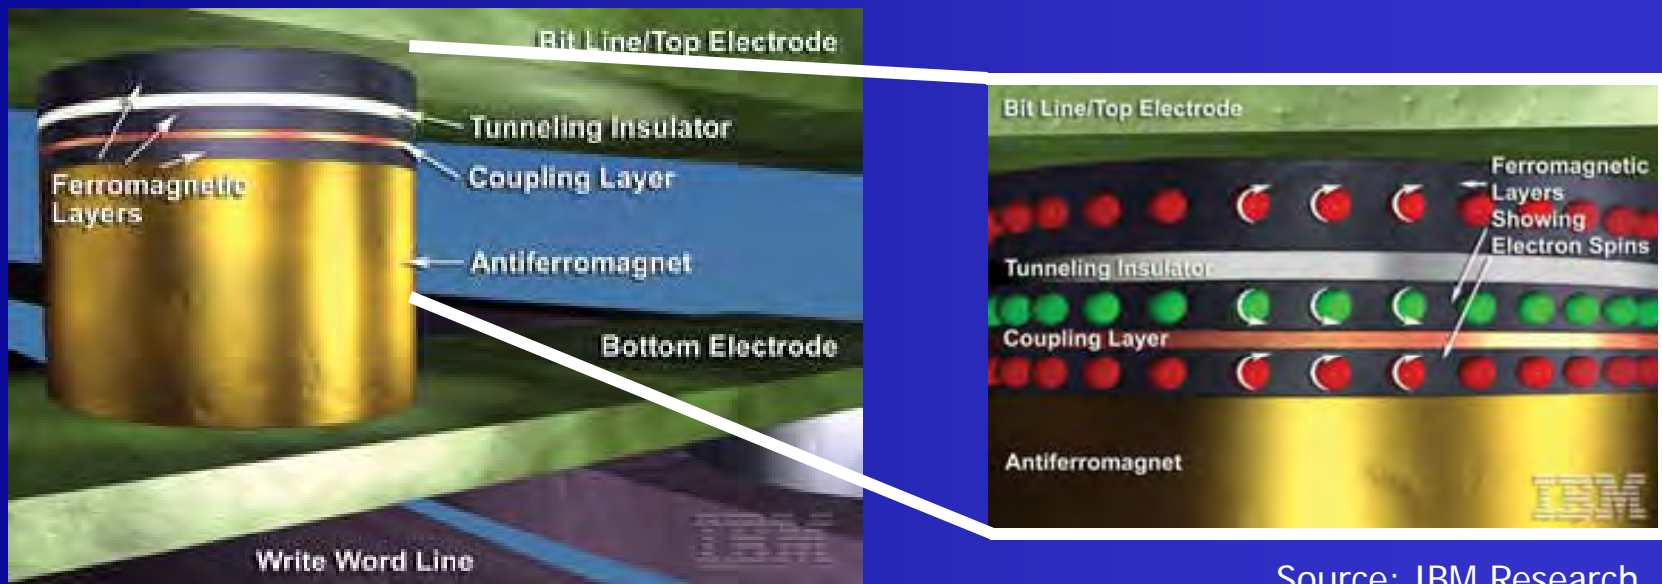 Bit Line/Top Electrode
Tunneling Insulator
Coupling Layer
Ferromagnetic
Layers
Antiferromagnet
Bottom Electrode
IBM
Write Word Line
Bit Line/Top Electrode
Ferromagnetic
Layers
Showing
Electron Spins
Tunneling Insulator
Coupling Layer
Antiferromagnet
IBM
Source: IBM Research